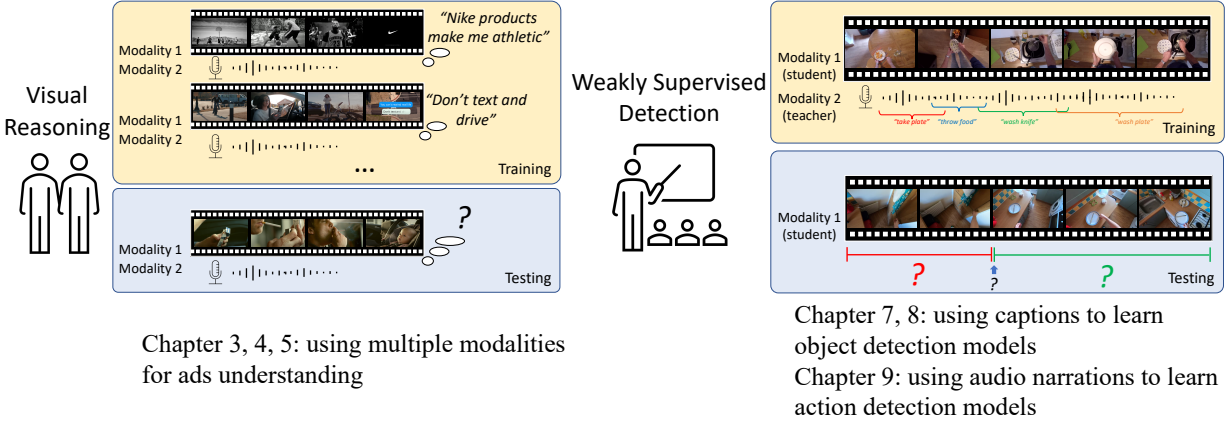 Visual
Reasoning
Modality 1
Modality 2
"Nike products
make me athletic"
Modality 1
Modality 2
"Don't text and
drive"
...
Training
Modality 1
Modality 2
?
Testing
Chapter 3, 4, 5: using multiple modalities
for ads understanding
Weakly Supervised
Detection
Modality 1
(student)
Modality 2
(teacher)
"take plate"
"throw food"
"wash knife"
"wash plate"
Training
Modality 1
(student)
?
?
?
Testing
Chapter 7, 8: using captions to learn
object detection models
Chapter 9: using audio narrations to learn
action detection models